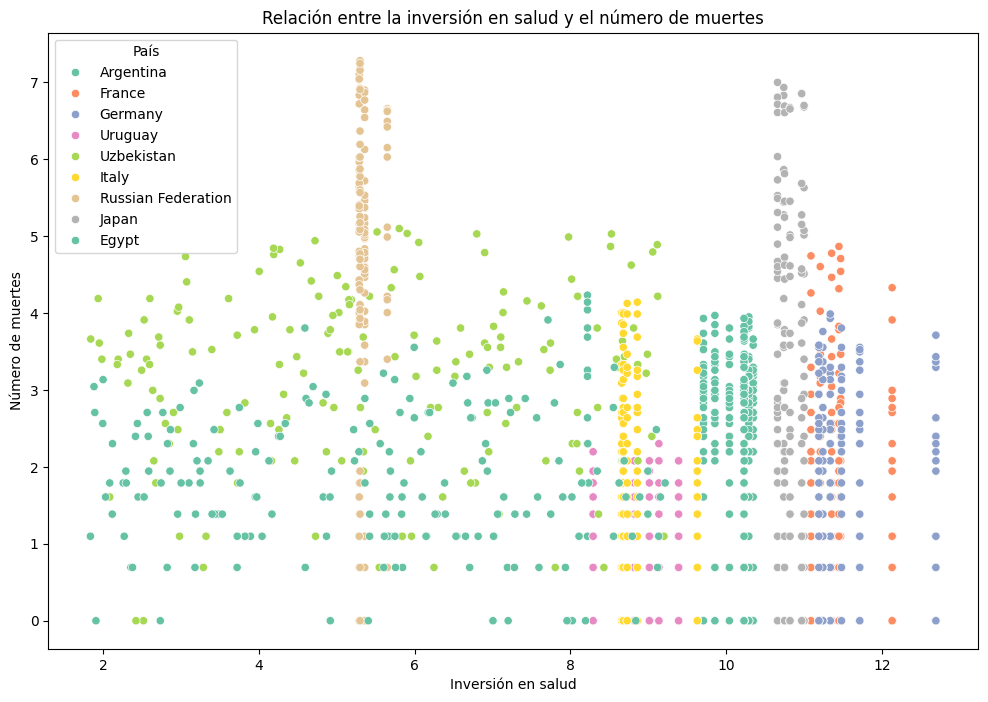 Relación entre la inversión en salud y el número de muertes
País
Argentina
France
Germany
Uruguay
Uzbekistan
Italy
Russian Federation
Japan
Egypt
Número de muertes
7
6
5
4
3
2
1
0
2 4 6 8 10 12
Inversión en salud